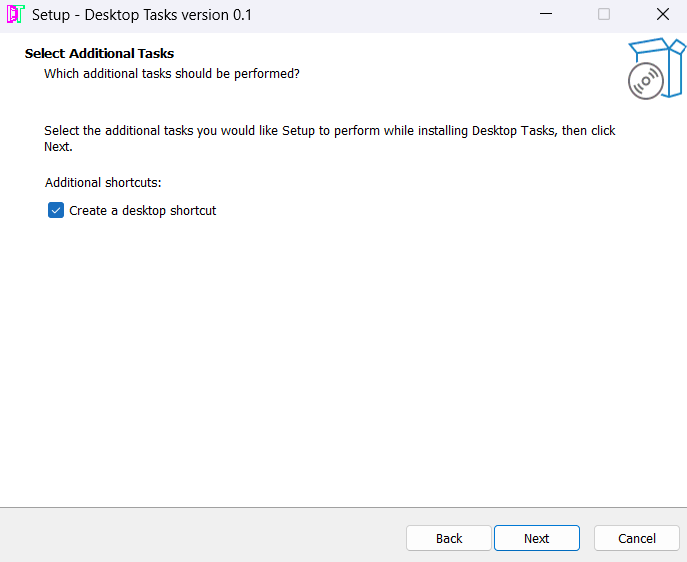 Setup - Desktop Tasks version 0.1
Select Additional Tasks
Which additional tasks should be performed?
Select the additional tasks you would like Setup to perform while installing Desktop Tasks, then click
Next.
Additional shortcuts:
Create a desktop shortcut
Back
Next
Cancel